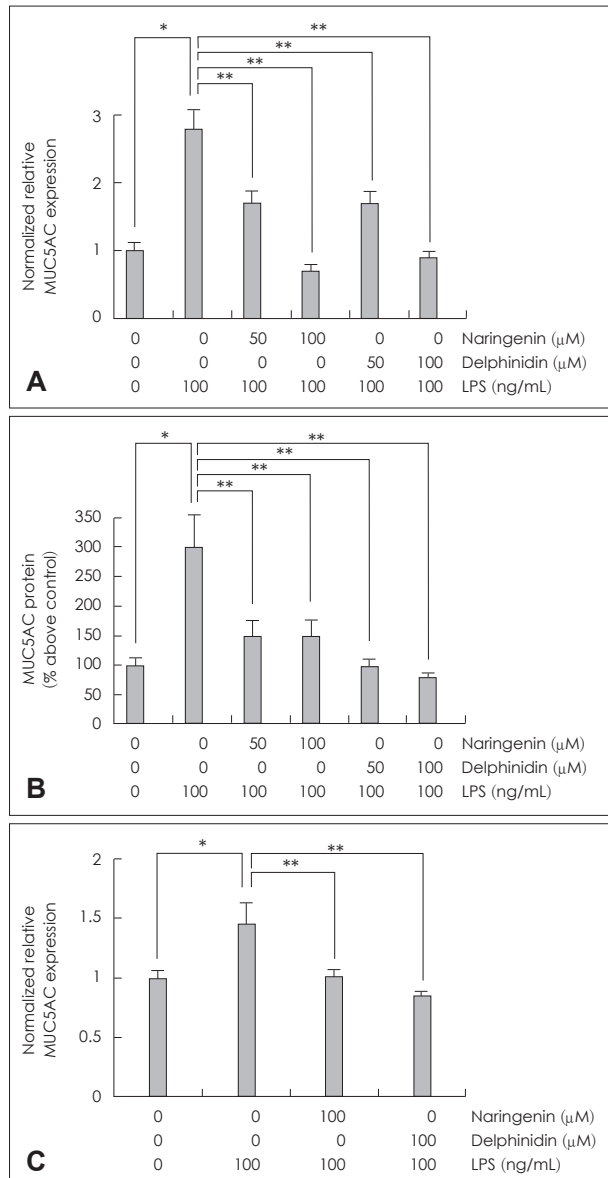 * ** ** ** **
Normalized relative
MUC5AC expression
3
2
1
0
0 0 50 100 0 0 Naringenin (μM)
0 0 0 0 50 100 Delphinidin (μM)
0 100 100 100 100 100 LPS (ng/mL)
A
* ** ** ** **
MUC5AC protein
(% above control)
350
300
250
200
150
100
50
0
0 0 50 100 0 0 Naringenin (μM)
0 0 0 0 50 100 Delphinidin (μM)
0 100 100 100 100 100 LPS (ng/mL)
B
* ** **
Normalized relative
MUC5AC expression
2
1.5
1
0.5
0
0 0 100 0 Naringenin (μM)
0 0 0 100 Delphinidin (μM)
0 100 100 100 LPS (ng/mL)
C